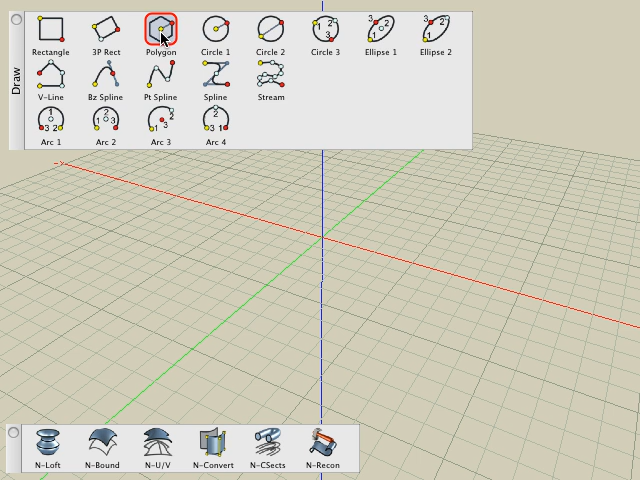 Draw
Rectangle 3P Rect Polygon Circle 1 Circle 2 Circle 3 Ellipse 1 Ellipse 2
V-Line Bz Spline Pt Spline Spline Stream
Arc 1 Arc 2 Arc 3 Arc 4
N-Loft N-Bound N-U/V N-Convert N-CSects N-Recon